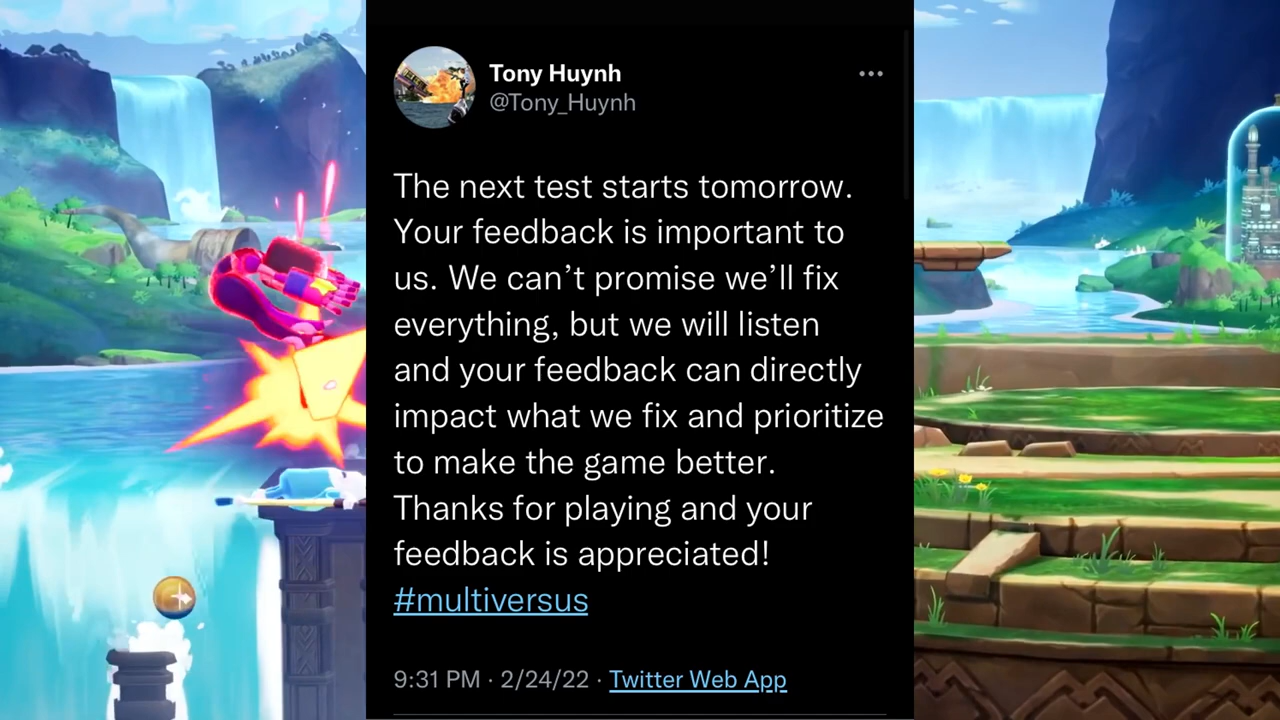 Tony Huynh
@Tony_Huynh
The next test starts tomorrow.
Your feedback is important to
us. We can’t promise we’ll fix
everything, but we will listen
and your feedback can directly
impact what we fix and prioritize
to make the game better.
Thanks for playing and your
feedback is appreciated!
#multiversus
9:31 PM · 2/24/22 · Twitter Web App